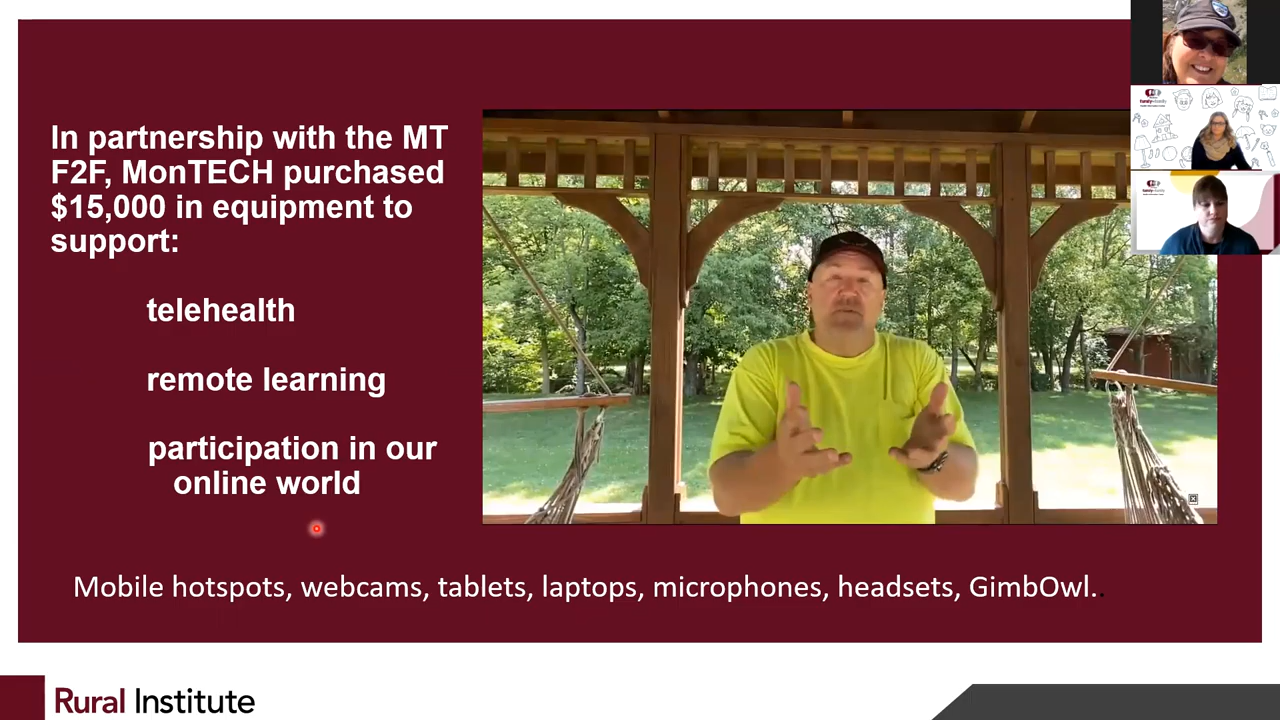 In partnership with the MT
F2F, MonTECH purchased
$15,000 in equipment to
support:
telehealth
remote learning
participation in our
online world
Mobile hotspots, webcams, tablets, laptops, microphones, headsets, GimbOwl..
Rural Institute